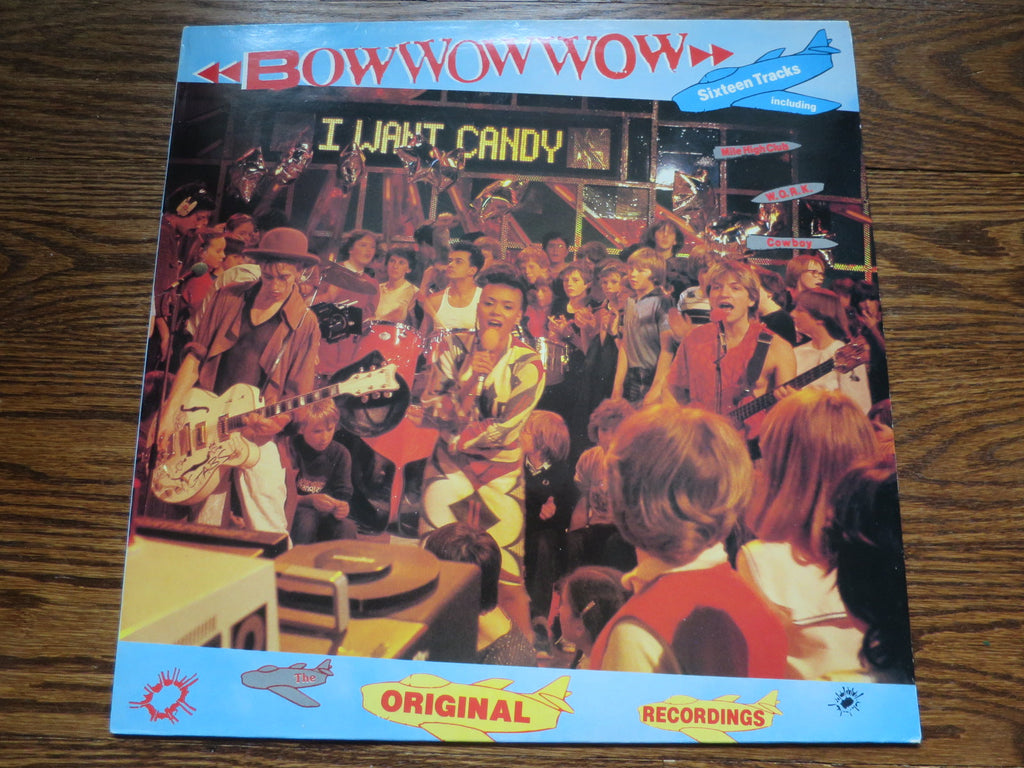 BOW WOW WOW
Sixteen Tracks
including
I WANT CANDY
Mile High Club
W.O.R.K.
Cowboy
The
ORIGINAL
RECORDINGS